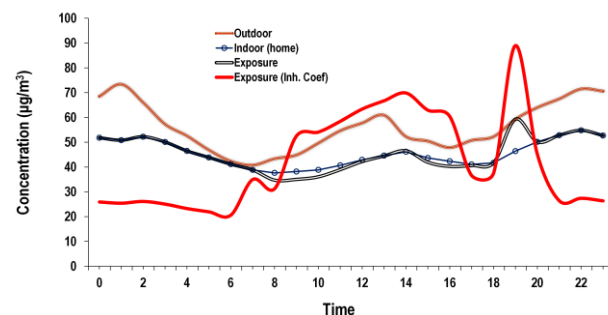 Concentration (µg/m³)
100
90
80
70
60
50
40
30
20
10
0
Outdoor
Indoor (home)
Exposure
Exposure (Inh. Coef)
0 2 4 6 8 10 12 14 16 18 20 22
Time